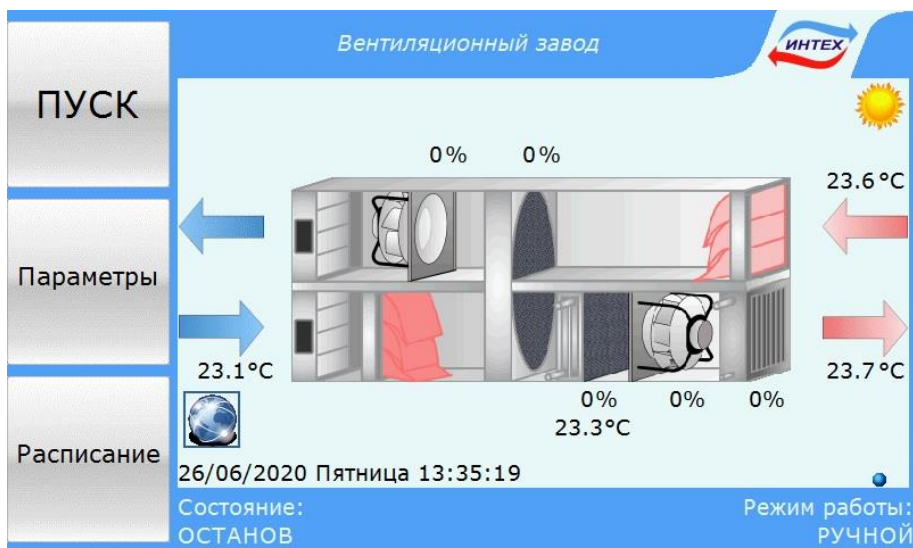 Вентиляционный завод
ИНТЕХ
ПУСК
0% 0%
23.6°C
Параметры
23.1°C
23.7°C
0% 0% 0%
23.3°C
Расписание
26/06/2020 Пятница 13:35:19
Состояние:
ОСТАНОВ
Режим работы:
РУЧНОЙ